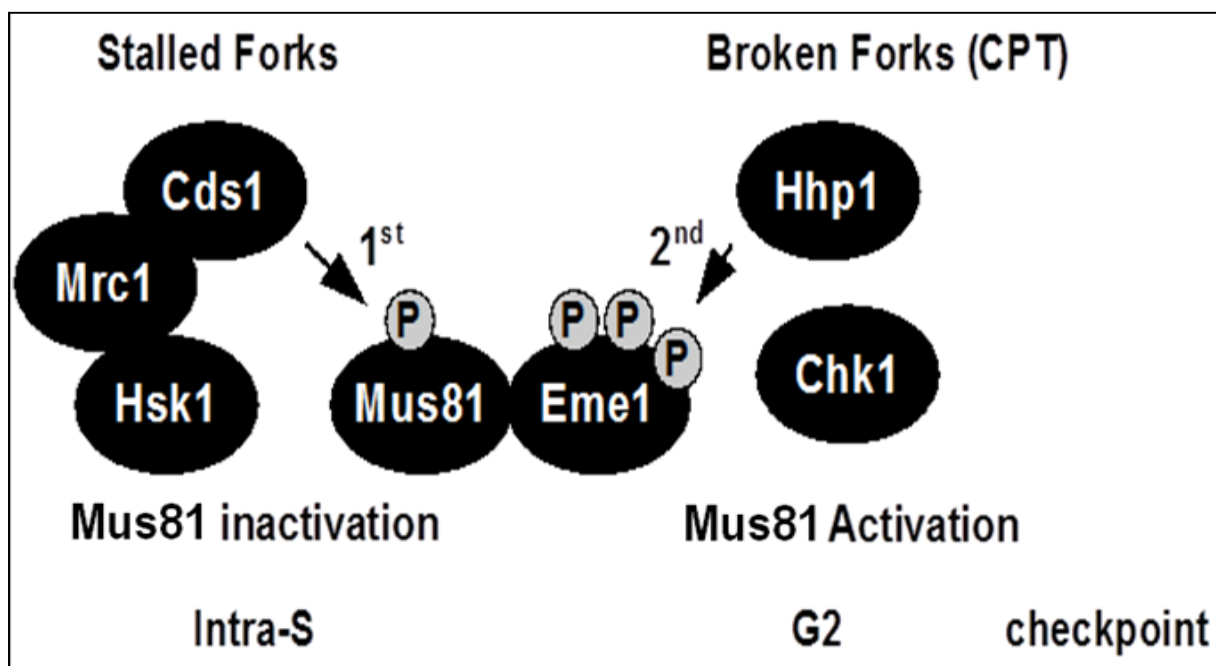 Stalled Forks
Broken Forks (CPT)
Cds1
Hhp1
1st
2nd
Mrc1
P
P
P
P
Chk1
Hsk1
Mus81
Eme1
Mus81 inactivation
Mus81 Activation
Intra-S
G2
checkpoint